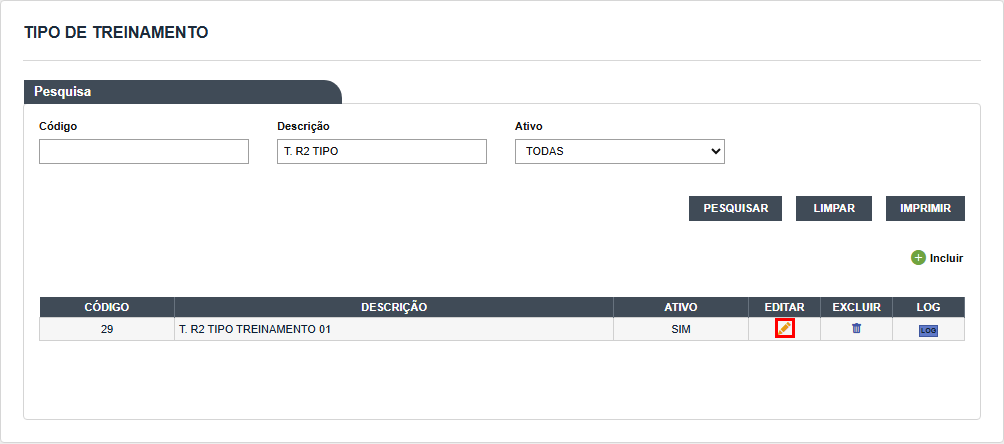 TIPO DE TREINAMENTO
Pesquisa
Código Descrição Ativo
T. R2 TIPO TODAS
PESQUISAR LIMPAR IMPRIMIR
Incluir
CÓDIGO DESCRIÇÃO ATIVO EDITAR EXCLUIR LOG
29 T. R2 TIPO TREINAMENTO 01 SIM LOG